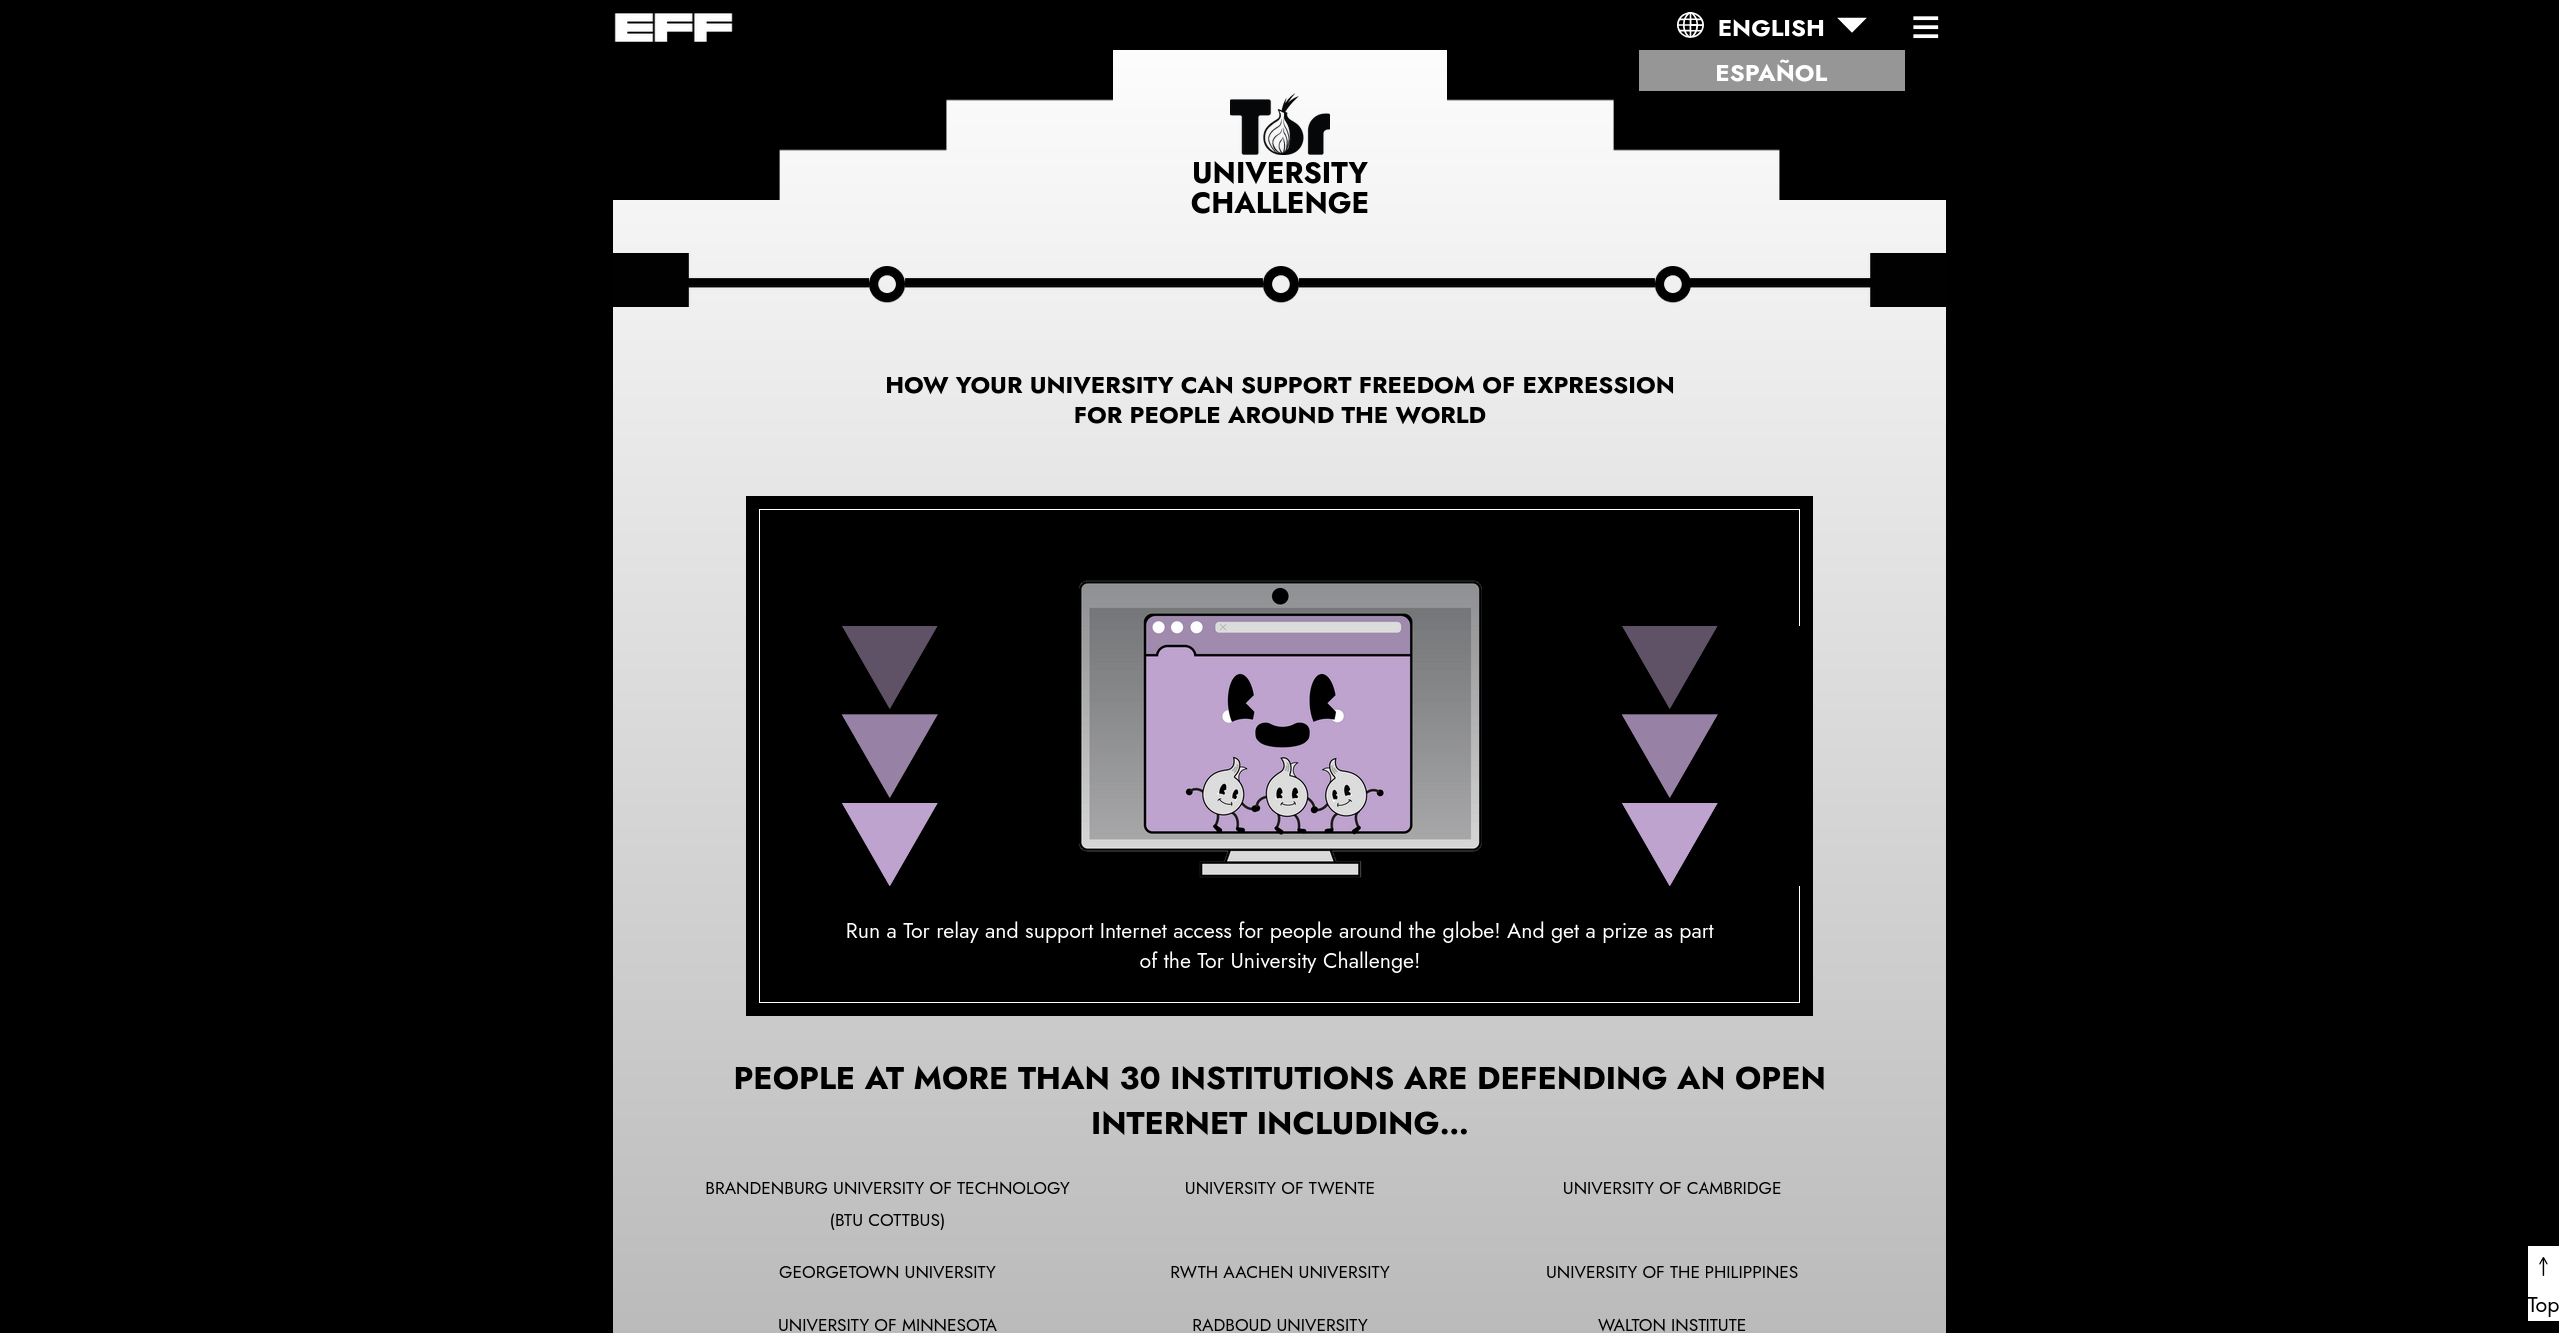 EFF
ENGLISH
ESPAÑOL
Tor
UNIVERSITY
CHALLENGE
HOW YOUR UNIVERSITY CAN SUPPORT FREEDOM OF EXPRESSION
FOR PEOPLE AROUND THE WORLD
Run a Tor relay and support Internet access for people around the globe! And get a prize as part
of the Tor University Challenge!
PEOPLE AT MORE THAN 30 INSTITUTIONS ARE DEFENDING AN OPEN
INTERNET INCLUDING...
BRANDENBURG UNIVERSITY OF TECHNOLOGY
(BTU COTTBUS)
UNIVERSITY OF TWENTE
UNIVERSITY OF CAMBRIDGE
GEORGETOWN UNIVERSITY
RWTH AACHEN UNIVERSITY
UNIVERSITY OF THE PHILIPPINES
UNIVERSITY OF MINNESOTA
RADBOUD UNIVERSITY
WALTON INSTITUTE
↑
Top